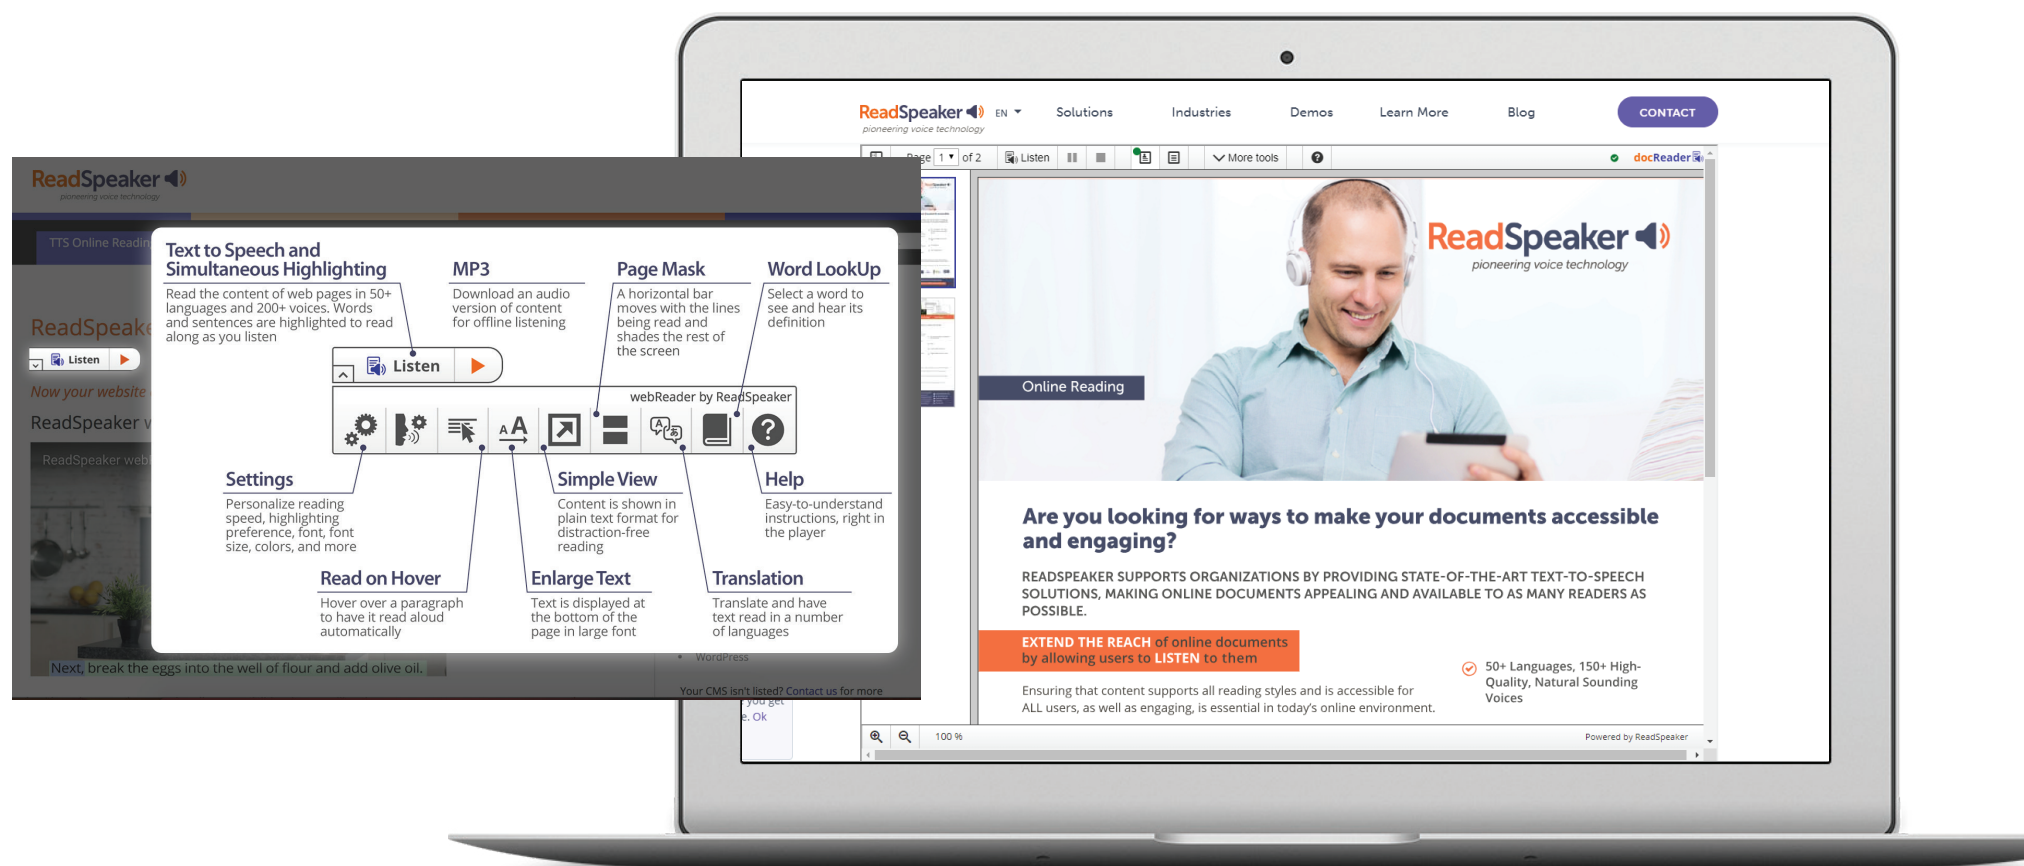 ReadSpeaker
pioneering voice technology
TTS Online Reading
ReadSpeake
Listen
Now your website
ReadSpeaker w
ReadSpeaker web
Next, break the eggs into the well of flour and add olive oil.
WordPress
Your CMS isn't listed? Contact us for more
Text to Speech and
Simultaneous Highlighting
Read the content of web pages in 50+
languages and 200+ voices. Words
and sentences are highlighted to read
along as you listen
MP3
Download an audio
version of content
for offline listening
Page Mask
A horizontal bar
moves with the lines
being read and
shades the rest of
the screen
Word LookUp
Select a word to
see and hear its
definition
Listen
webReader by ReadSpeaker
A A
Settings
Personalize reading
speed, highlighting
preference, font, font
size, colors, and more
Simple View
Content is shown in
plain text format for
distraction-free
reading
Help
Easy-to-understand
instructions, right in
the player
Read on Hover
Hover over a paragraph
to have it read aloud
automatically
Enlarge Text
Text is displayed at
the bottom of the
page in large font
Translation
Translate and have
text read in a number
of languages
ReadSpeaker
pioneering voice technology
EN
Solutions
Industries
Demos
Learn More
Blog
CONTACT
Page 1 of 2
Listen
More tools
docReader
ReadSpeaker
pioneering voice technology
Online Reading
Are you looking for ways to make your documents accessible
and engaging?
READSPEAKER SUPPORTS ORGANIZATIONS BY PROVIDING STATE-OF-THE-ART TEXT-TO-SPEECH
SOLUTIONS, MAKING ONLINE DOCUMENTS APPEALING AND AVAILABLE TO AS MANY READERS AS
POSSIBLE.
EXTEND THE REACH of online documents
by allowing users to LISTEN to them
50+ Languages, 150+ High-
Quality, Natural Sounding
Voices
Ensuring that content supports all reading styles and is accessible for
ALL users, as well as engaging, is essential in today's online environment.
you get
e. Ok
100 %
Powered by ReadSpeaker